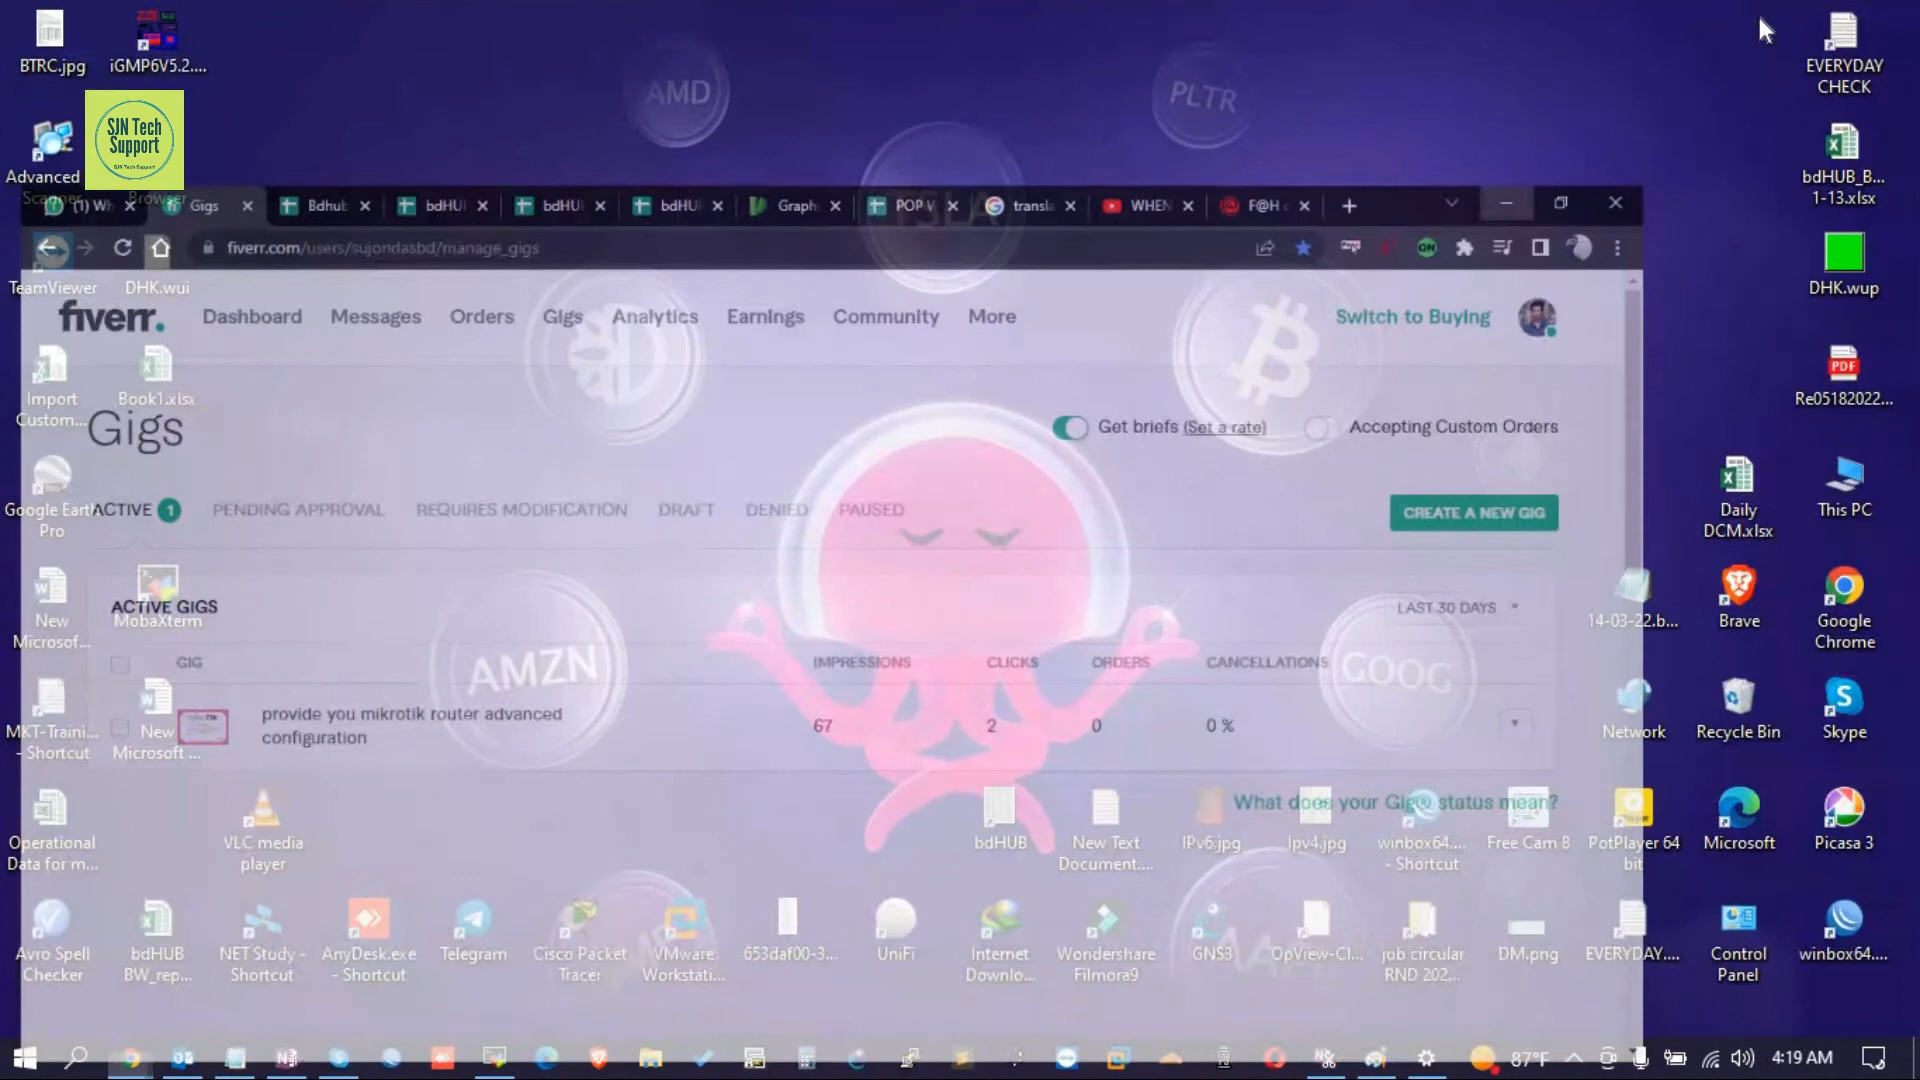 BTRC.jpg
iGMP6V5.2....
EVERYDAY
CHECK
AMD
PLTR
SJN Tech
Support
SJN Tech Support
Advanced
Scanner
Browser
bdHUB_B...
1-13.xlsx
TSLA
(1) Wh
Gigs
Bdhub
bdHUI
bdHUI
bdHUI
Graph
POP V
transla
WHEN
F@H c
fiverr.com/users/sujondasbd/manage_gigs
TeamViewer
DHK.wui
DHK.wup
fiverr.
Dashboard
Messages
Orders
Gigs
Analytics
Earnings
Community
More
Switch to Buying
Import
Custom...
Book1.xlsx
Re05182022...
PDF
Gigs
Get briefs (Set a rate)
Accepting Custom Orders
Google Earth
Pro
ACTIVE 1
PENDING APPROVAL
REQUIRES MODIFICATION
DRAFT
DENIED
PAUSED
CREATE A NEW GIG
Daily
DCM.xlsx
This PC
ACTIVE GIGS
LAST 30 DAYS
New
Microsof...
MobaXterm
14-03-22.b...
Brave
Google
Chrome
GIG
IMPRESSIONS
CLICKS
ORDERS
CANCELLATIONS
AMZN
GOOG
provide you mikrotik router advanced
configuration
67
2
0
0 %
MKT-Traini...
- Shortcut
New
Microsoft ...
Network
Recycle Bin
Skype
What does your Gig® status mean?
Operational
Data for m...
VLC media
player
bdHUB
New Text
Document....
IPv6.jpg
Ipv4.jpg
winbox64....
- Shortcut
Free Cam 8
PotPlayer 64
bit
Microsoft
Picasa 3
Avro Spell
Checker
bdHUB
BW_rep...
NET Study -
Shortcut
AnyDesk.exe
- Shortcut
Telegram
Cisco Packet
Tracer
VMware
Workstati...
653daf00-3...
UniFi
Internet
Downlo...
Wondershare
Filmora9
GNS3
OpView-Cl...
job circular
RND 202...
DM.png
EVERYDAY....
Control
Panel
winbox64....
87°F
4:19 AM